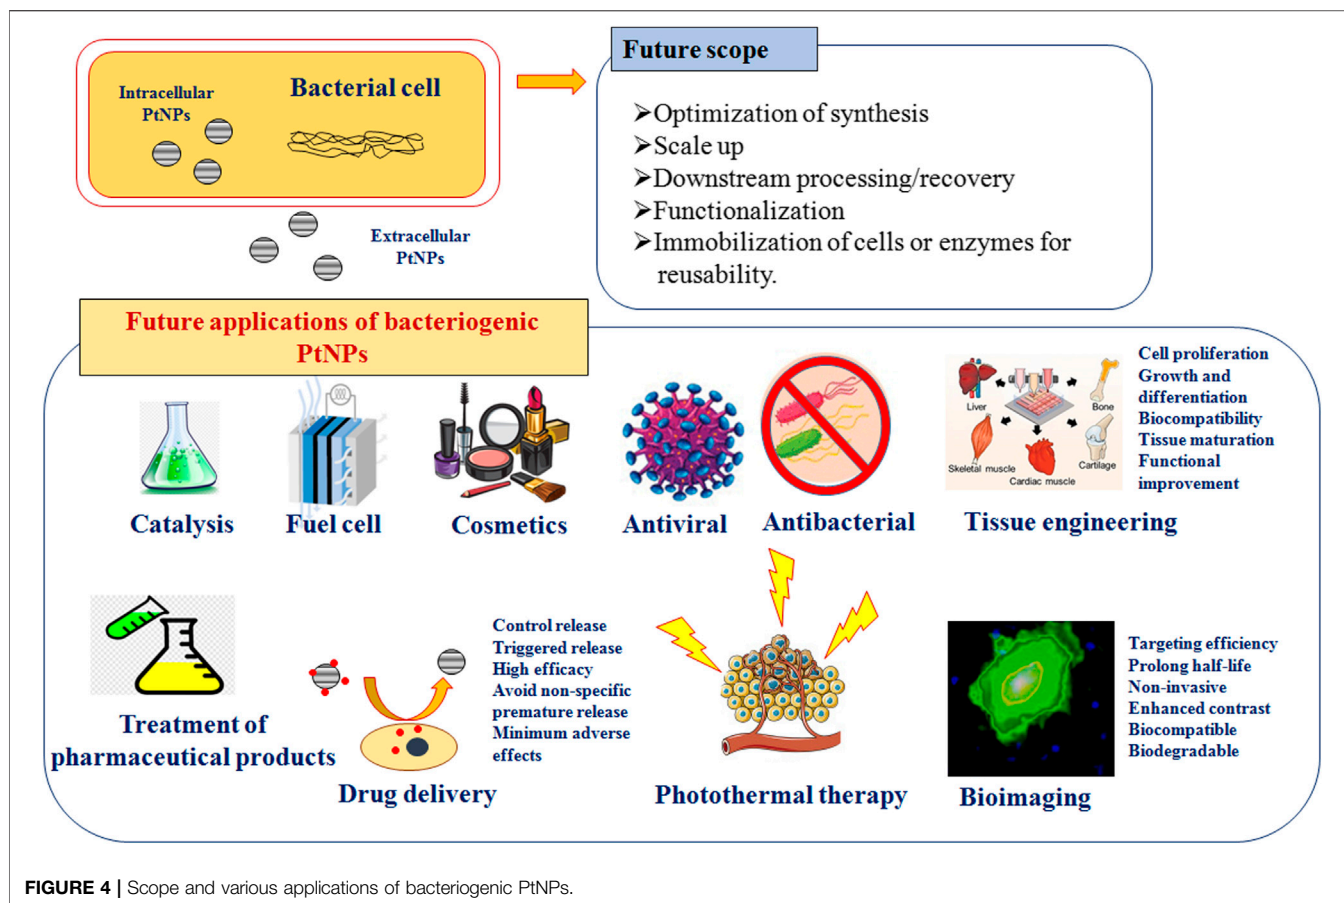 Intracellular
PtNPs
Bacterial cell
Extracellular
PtNPs
Future scope
➢Optimization of synthesis
➢Scale up
➢Downstream processing/recovery
➢Functionalization
➢Immobilization of cells or enzymes for
reusability.
Future applications of bacteriogenic
PtNPs
Catalysis
Fuel cell
Cosmetics
Antiviral
Antibacterial
Liver
Bone
Skeletal muscle
Cartilage
Cardiac muscle
Tissue engineering
Cell proliferation
Growth and
differentiation
Biocompatibility
Tissue maturation
Functional
improvement
Treatment of
pharmaceutical products
Control release
Triggered release
High efficacy
Avoid non-specific
premature release
Minimum adverse
effects
Drug delivery
Photothermal therapy
Bioimaging
Targeting efficiency
Prolong half-life
Non-invasive
Enhanced contrast
Biocompatible
Biodegradable
FIGURE 4 | Scope and various applications of bacteriogenic PtNPs.